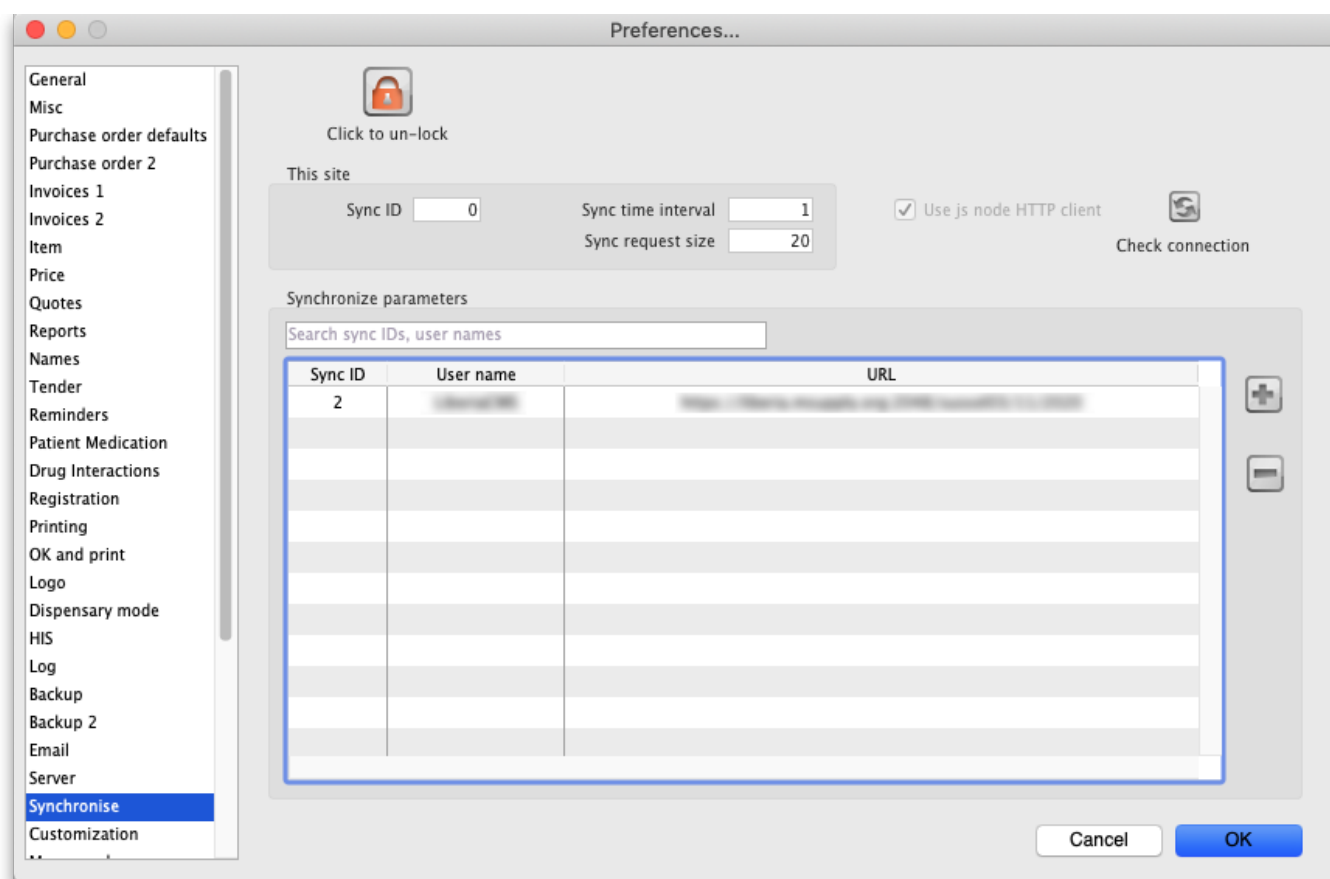 Preferences...
General
Misc
Purchase order defaults
Purchase order 2
Invoices 1
Invoices 2
Item
Price
Quotes
Reports
Names
Tender
Reminders
Patient Medication
Drug Interactions
Registration
Printing
OK and print
Logo
Dispensary mode
HIS
Log
Backup
Backup 2
Email
Server
Synchronise
Customization
Click to un-lock
This site
Sync ID 0 Sync time interval 1 Use js node HTTP client
Sync request size 20 Check connection
Synchronize parameters
Search sync IDs, user names
Sync ID User name URL
2
Cancel OK